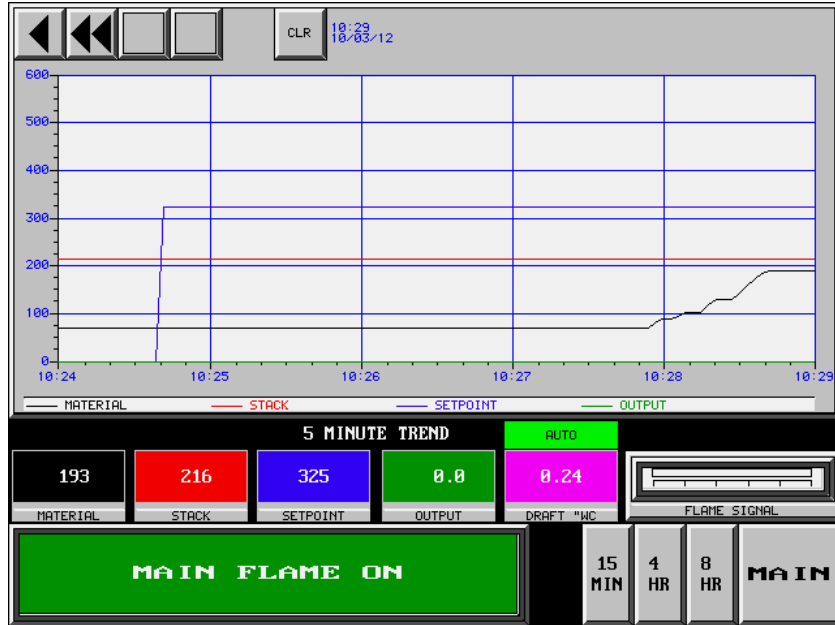 CLR 10:29
10/03/12
600
500
400
300
200
100
0
10:24 10:25 10:26 10:27 10:28 10:29
MATERIAL STACK SETPOINT OUTPUT
5 MINUTE TREND AUTO
193 216 325 0.0 0.24
MATERIAL STACK SETPOINT OUTPUT DRAFT "WC FLAME SIGNAL
MAIN FLAME ON
15 MIN
4 HR
8 HR
MAIN